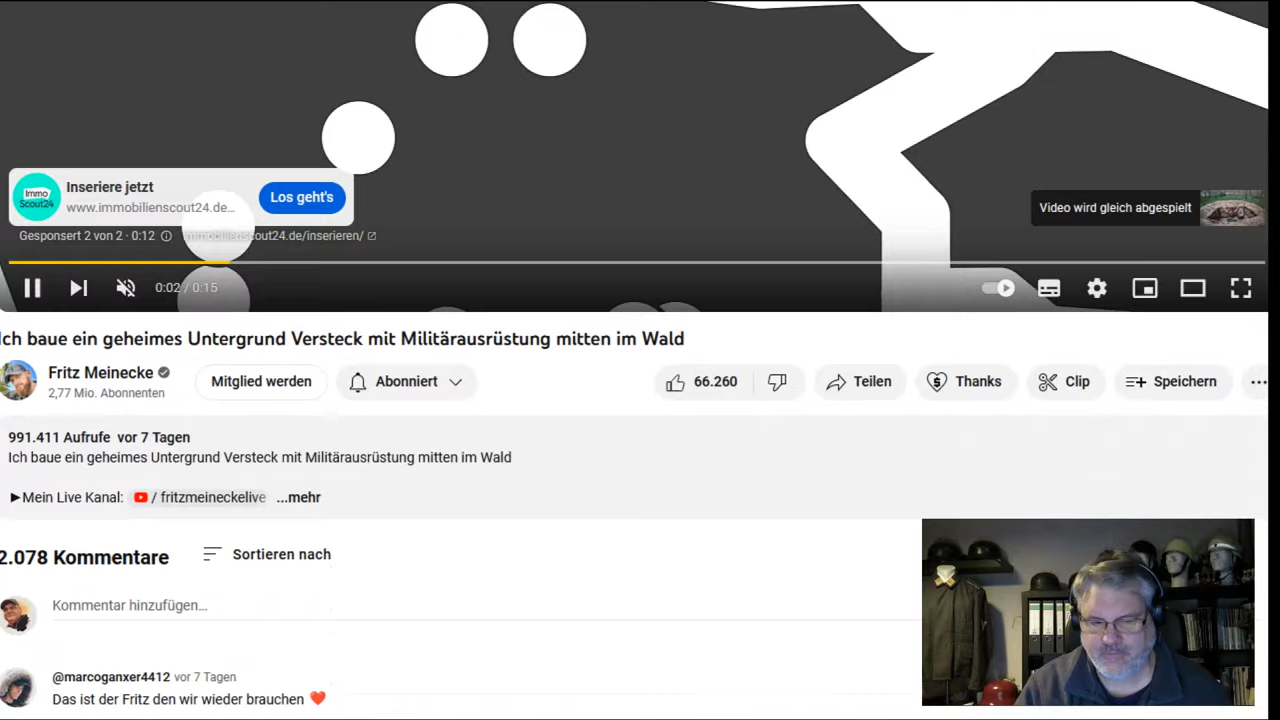 Immo
Scout24
Inseriere jetzt
www.immobilienscout24.de...
Los geht's
Video wird gleich abgespielt
Gesponsert 2 von 2 · 0:12
immobilienscout24.de/inserieren/
0:02 / 0:15
Ich baue ein geheimes Untergrund Versteck mit Militärausrüstung mitten im Wald
Fritz Meinecke
2,77 Mio. Abonnenten
Mitglied werden
Abonniert
66.260
Teilen
Thanks
Clip
Speichern
991.411 Aufrufe vor 7 Tagen
Ich baue ein geheimes Untergrund Versteck mit Militärausrüstung mitten im Wald
►Mein Live Kanal: / fritzmeineckelive ...mehr
2.078 Kommentare
Sortieren nach
Kommentar hinzufügen...
@marcoganxer4412 vor 7 Tagen
Das ist der Fritz den wir wieder brauchen ❤️